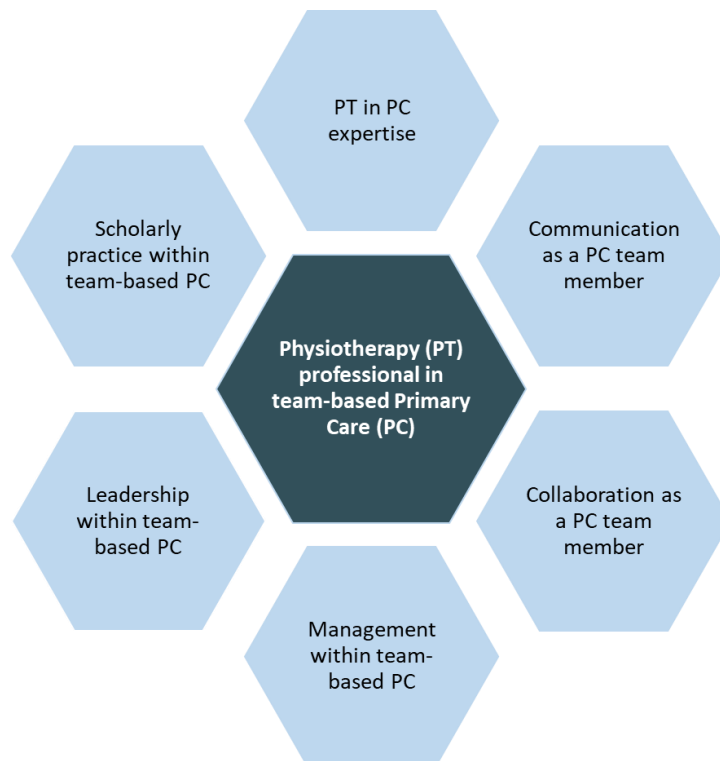 PT in PC
expertise
Scholarly
practice within
team-based PC
Communication
as a PC team
member
Physiotherapy (PT)
professional in
team-based Primary
Care (PC)
Leadership
within team-
based PC
Collaboration as
a PC team
member
Management
within team-
based PC